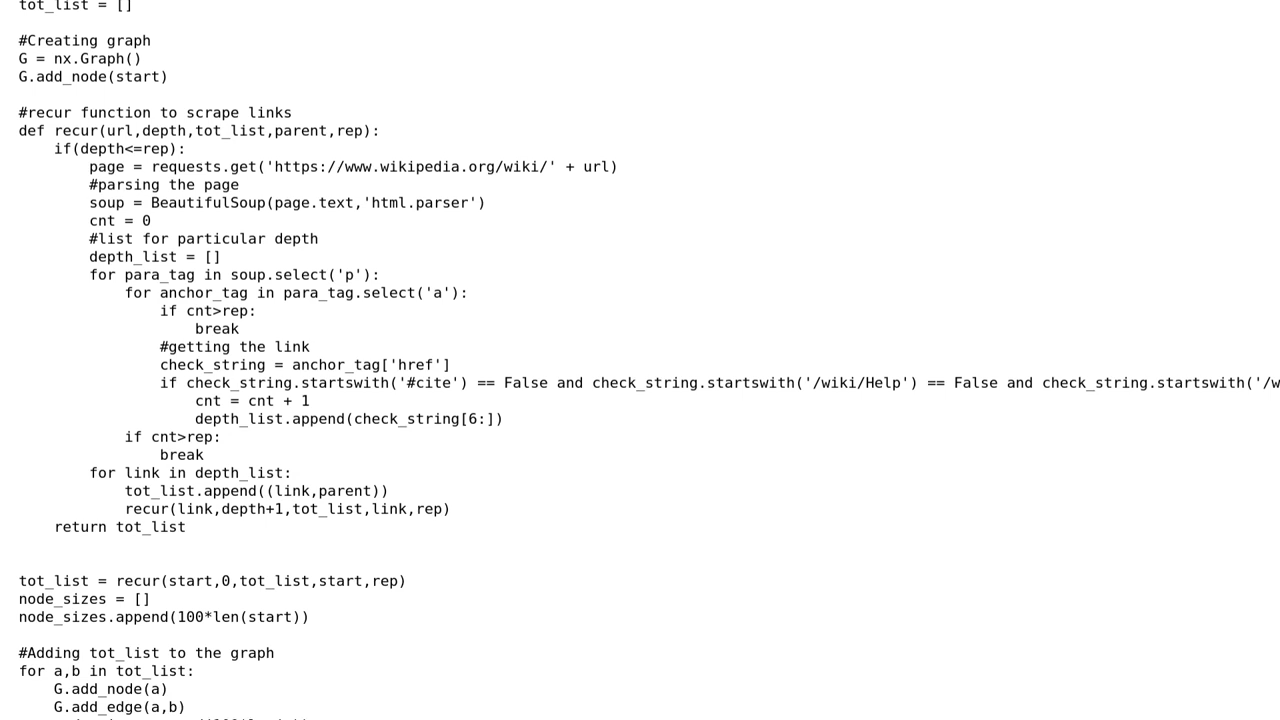 tot_list = []
#Creating graph
G = nx.Graph()
G.add_node(start)
#recur function to scrape links
def recur(url,depth,tot_list,parent,rep):
    if(depth<=rep):
        page = requests.get('https://www.wikipedia.org/wiki/' + url)
        #parsing the page
        soup = BeautifulSoup(page.text,'html.parser')
        cnt = 0
        #list for particular depth
        depth_list = []
        for para_tag in soup.select('p'):
            for anchor_tag in para_tag.select('a'):
                if cnt>rep:
                    break
                #getting the link
                check_string = anchor_tag['href']
                if check_string.startswith('#cite') == False and check_string.startswith('/wiki/Help') == False and check_string.startswith('/w
                    cnt = cnt + 1
                    depth_list.append(check_string[6:])
            if cnt>rep:
                break
        for link in depth_list:
            tot_list.append((link,parent))
            recur(link,depth+1,tot_list,link,rep)
    return tot_list
tot_list = recur(start,0,tot_list,start,rep)
node_sizes = []
node_sizes.append(100*len(start))
#Adding tot_list to the graph
for a,b in tot_list:
    G.add_node(a)
    G.add_edge(a,b)